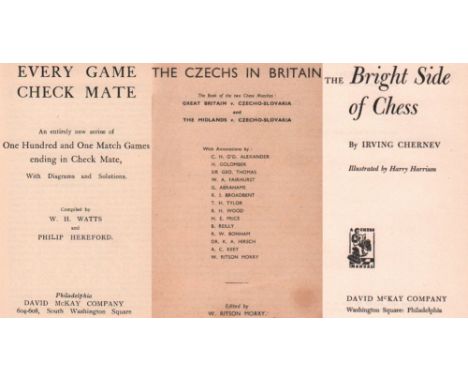 EVERY GAME
CHECK MATE
An entirely new series of
One Hundred and One Match Games
ending in Check Mate,
With Diagrams and Solutions.
Compiled by
W. H. WATTS
and
PHILIP HEREFORD.
Philadelphia
DAVID McKAY COMPANY
604-608, South Washington Square
THE CZECHS IN BRITAIN
The Book of the two Chess Matches :
GREAT BRITAIN v. CZECHO-SLOVAKIA
and
THE MIDLANDS v. CZECHO-SLOVAKIA
With Annotations by :
C. H. O'D. ALEXANDER
H. GOLOMBEK
SIR GEO. THOMAS
W. A. FAIRHURST
G. ABRAHAMS
R. J. BROADBENT
T. H. TYLOR
B. H. WOOD
H. E. PRICE
B. REILLY
R. W. BONHAM
DR. K. A. HIRSCH
A. C. KEEY
W. RITSON MORRY
Edited by
W. RITSON MORRY.
THE Bright Side
of Chess
By IRVING CHERNEV
Illustrated by Harry Harrison
DAVID McKAY COMPANY
Washington Square: Philadelphia